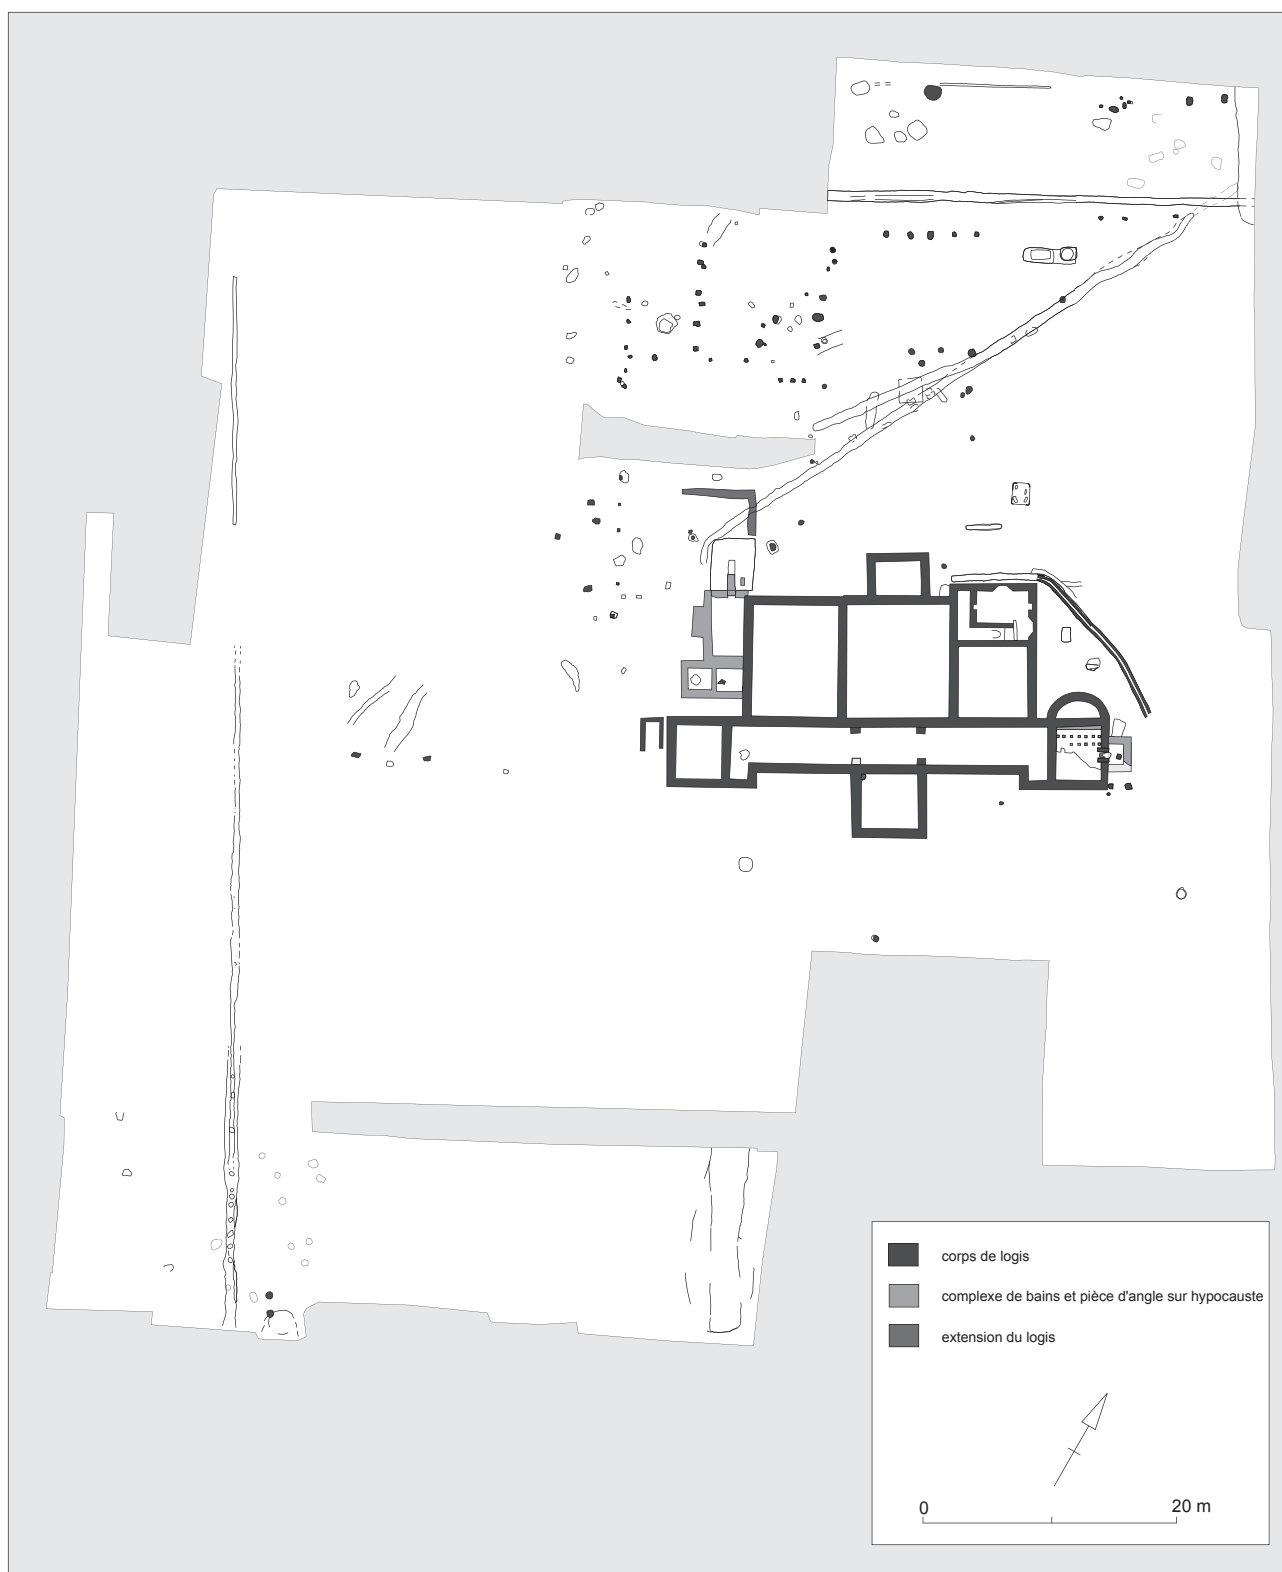 corps de logis
complexe de bains et pièce d'angle sur hypocauste
extension du logis
0 20 m